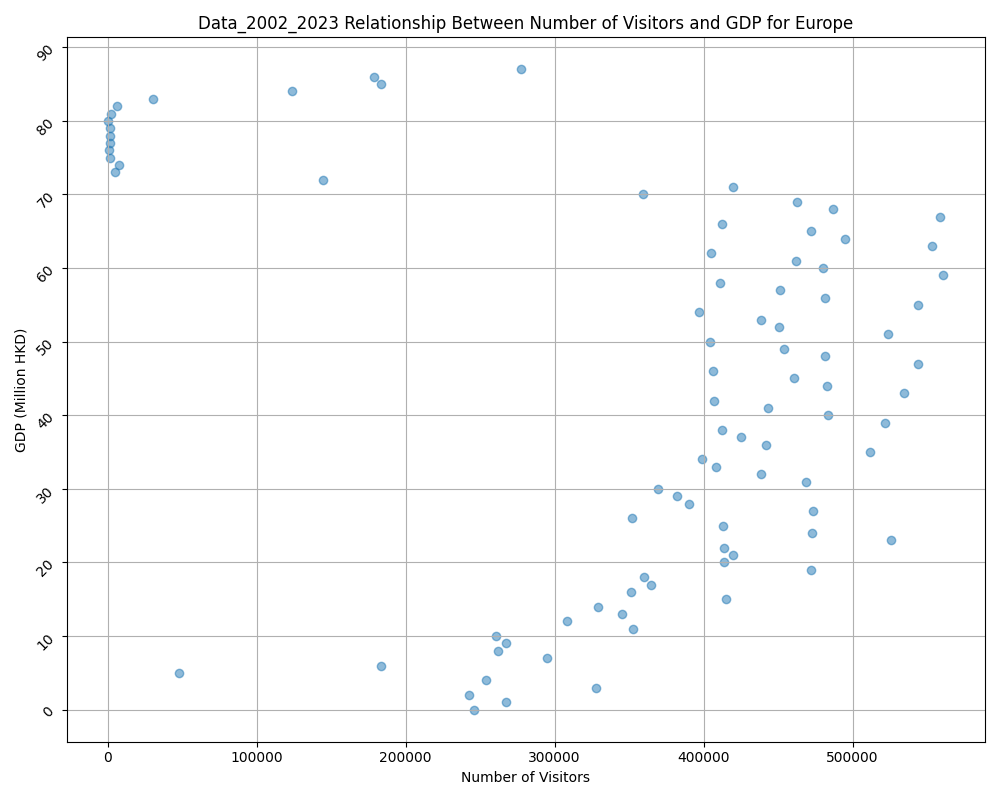 Data_2002_2023 Relationship Between Number of Visitors and GDP for Europe
90
80
70
60
50
40
30
20
10
0
GDP (Million HKD)
0 100000 200000 300000 400000 500000
Number of Visitors